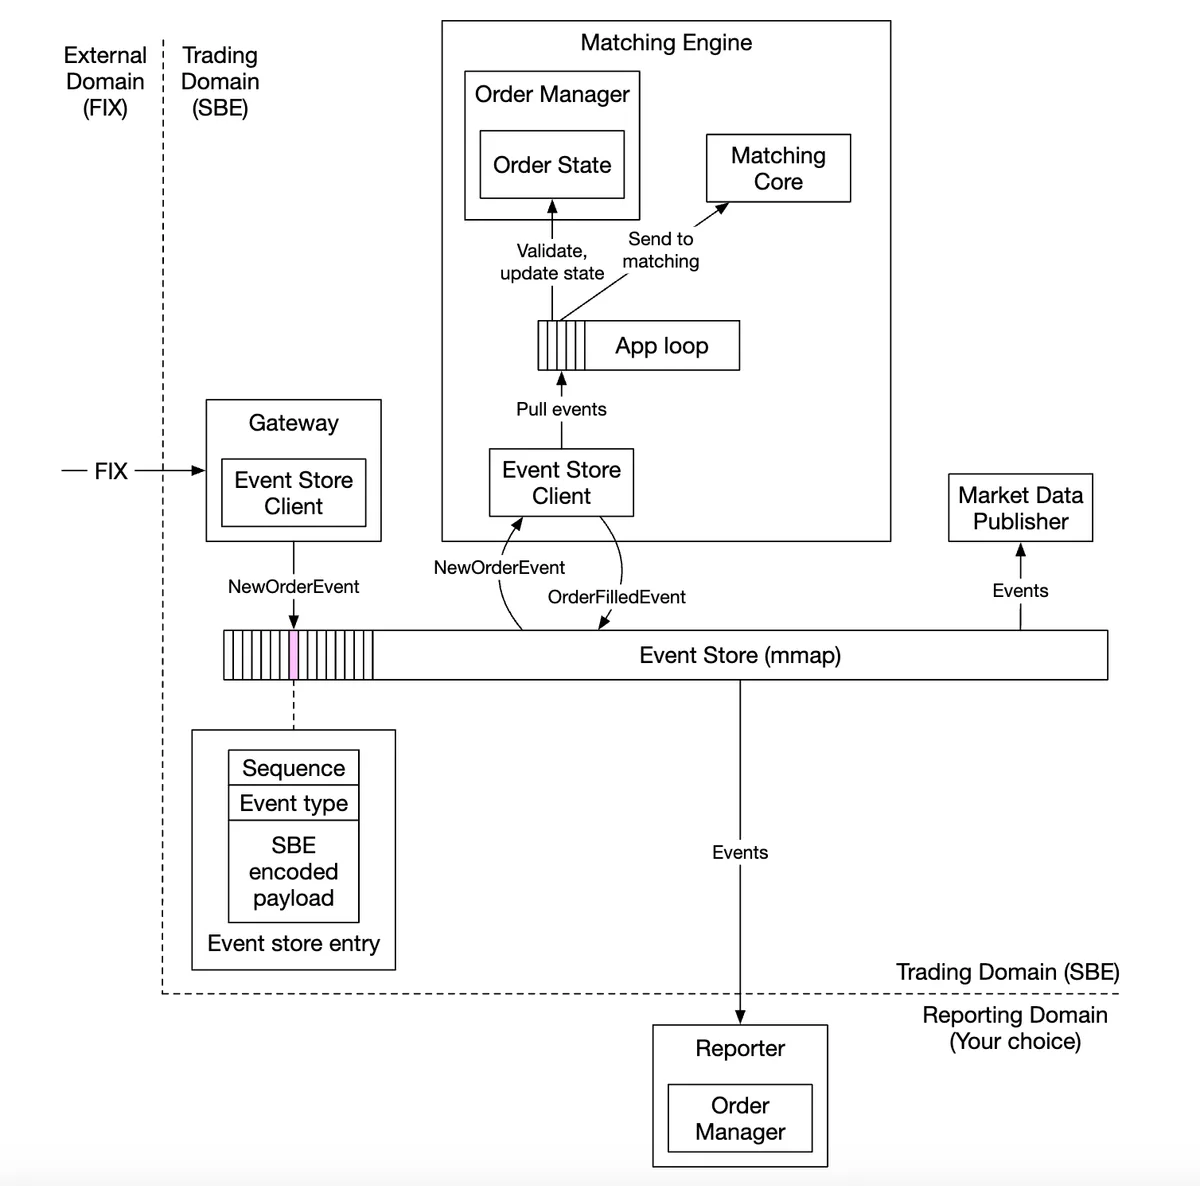 External
Domain
(FIX)
Trading
Domain
(SBE)
Matching Engine
Order Manager
Order State
Matching
Core
Validate,
update state
Send to
matching
App loop
Pull events
Event Store
Client
Gateway
Event Store
Client
FIX
Market Data
Publisher
NewOrderEvent
NewOrderEvent
OrderFilledEvent
Events
Event Store (mmap)
Sequence
Event type
SBE
encoded
payload
Event store entry
Events
Trading Domain (SBE)
Reporting Domain
(Your choice)
Reporter
Order
Manager